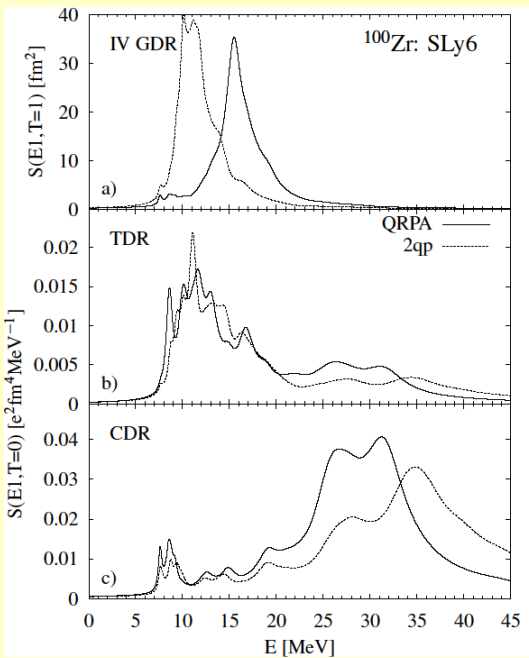 IV GDR
¹⁰⁰Zr: SLy6
S(E1,T=1) [fm²]
40
30
20
10
0
a)
TDR
QRPA
2qp
0.02
0.015
0.01
0.005
0
b)
S(E1,T=0) [e²fm⁴MeV⁻¹]
CDR
0.04
0.03
0.02
0.01
0
c)
0 5 10 15 20 25 30 35 40 45
E [MeV]